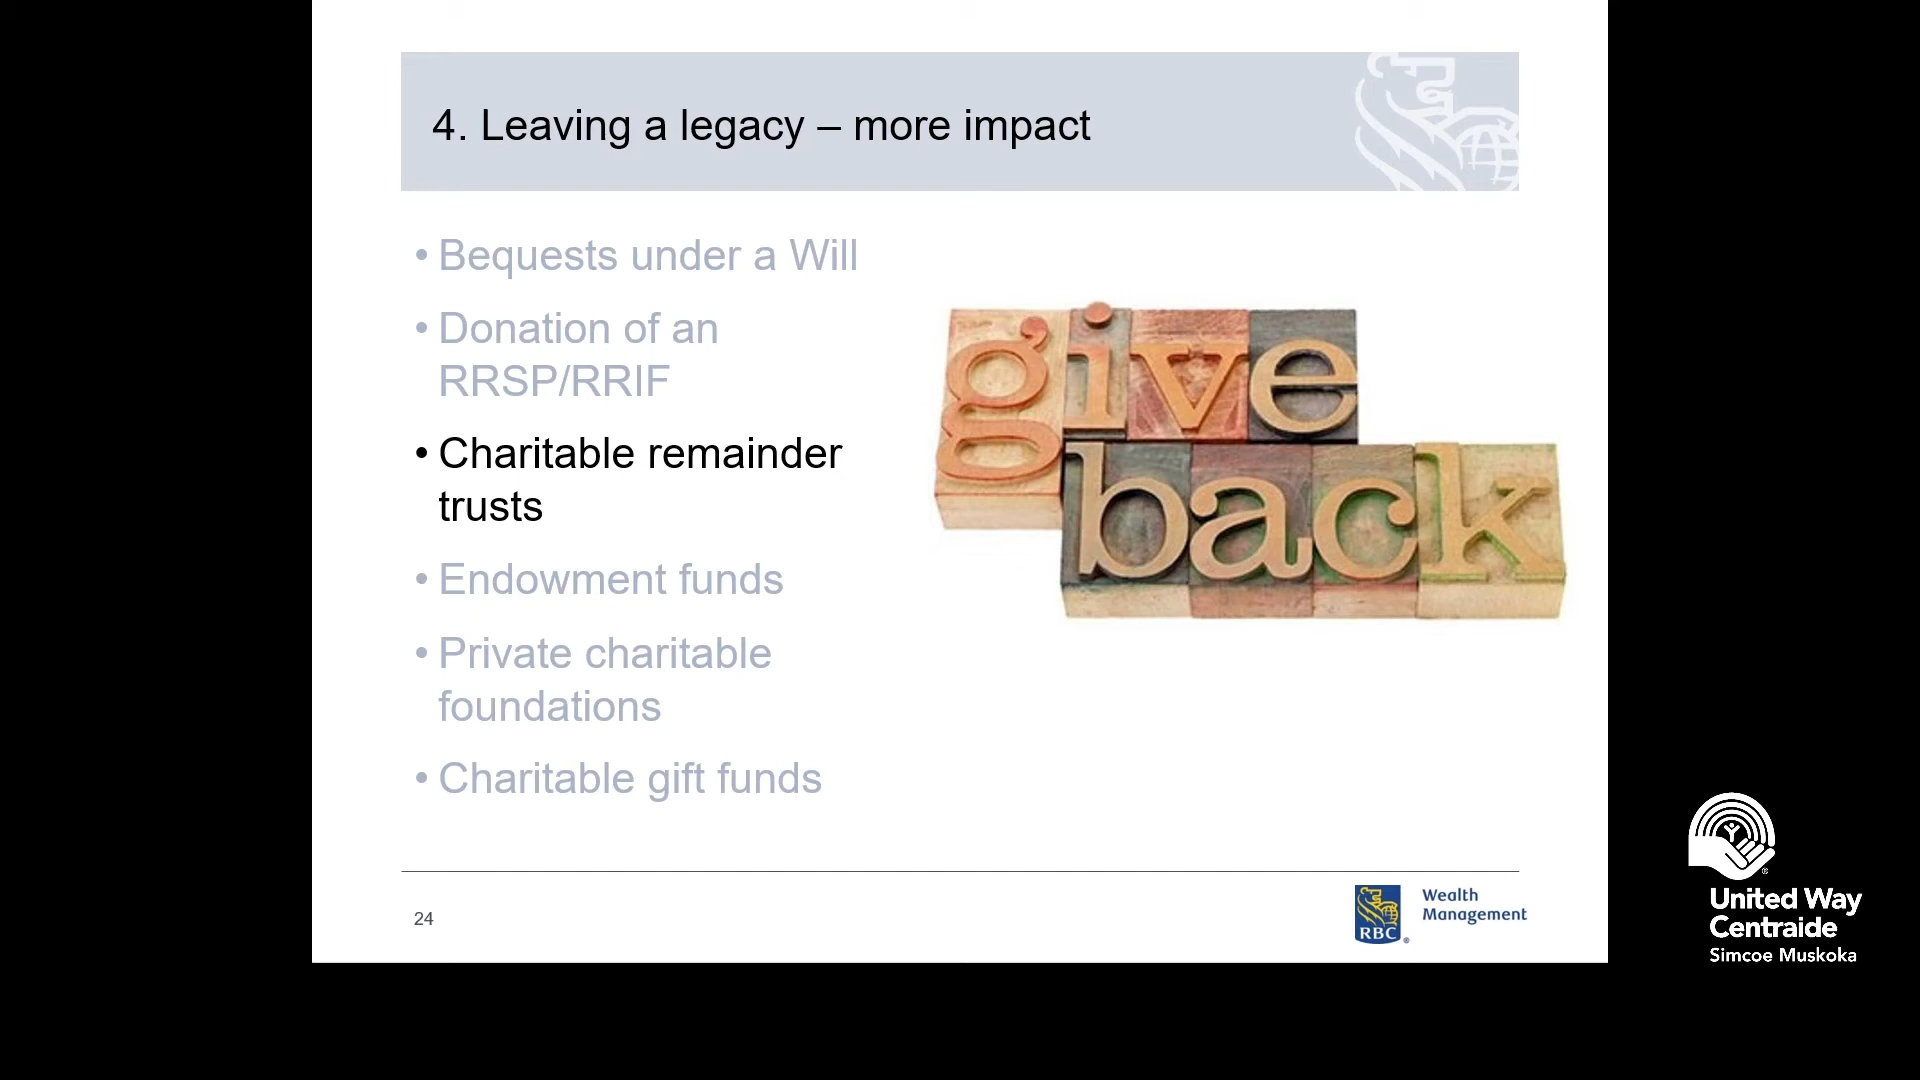 4. Leaving a legacy – more impact
• Bequests under a Will
• Donation of an
RRSP/RRIF
• Charitable remainder
trusts
• Endowment funds
• Private charitable
foundations
• Charitable gift funds
give
back
24
RBC
®
Wealth
Management
®
United Way
Centraide
Simcoe Muskoka